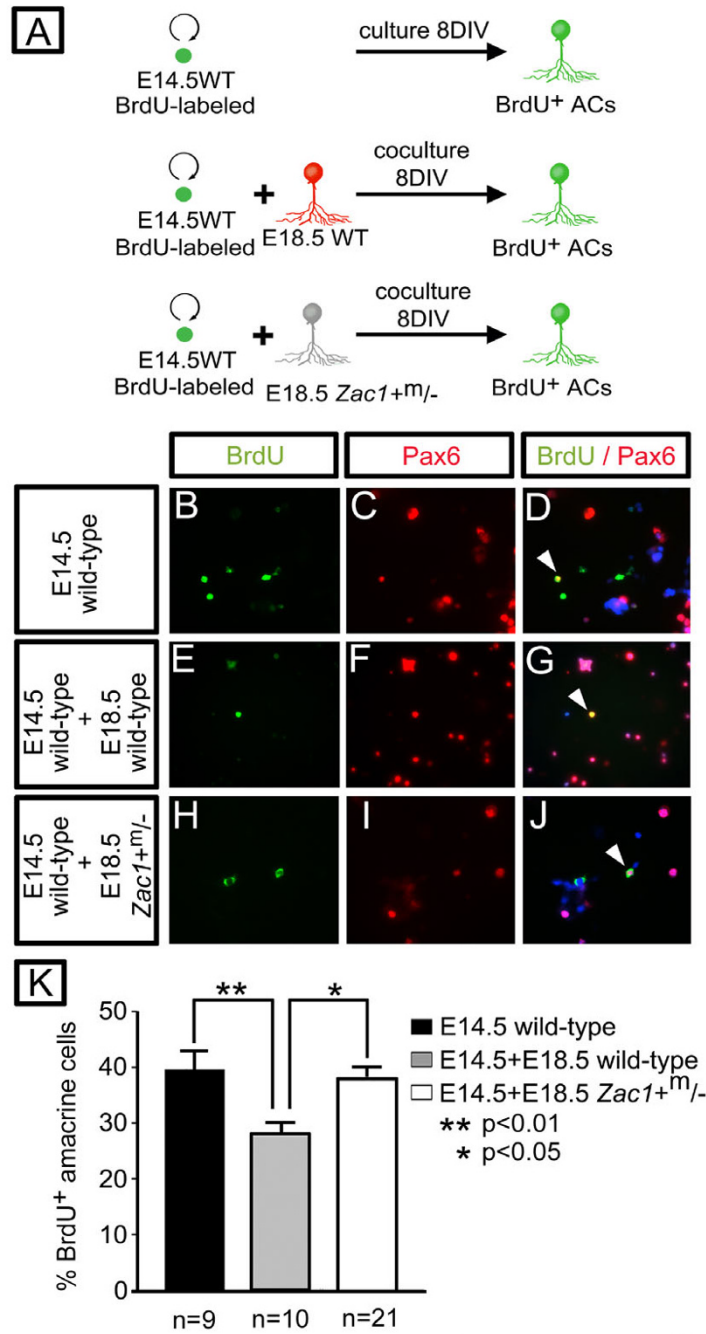 A
culture 8DIV
E14.5WT
BrdU-labeled
BrdU+ ACs
coculture
8DIV
+
E14.5WT
BrdU-labeled
E18.5 WT
BrdU+ ACs
coculture
8DIV
+
E14.5WT
BrdU-labeled
E18.5 Zac1+m/-
BrdU+ ACs
BrdU
Pax6
BrdU / Pax6
E14.5
wild-type
B
C
D
E14.5
wild-type
+
E18.5
wild-type
E
F
G
E14.5
wild-type
+
E18.5
Zac1+m/-
H
I
J
K
% BrdU+ amacrine cells
50
40
30
20
10
0
**
*
n=9
n=10
n=21
E14.5 wild-type
E14.5+E18.5 wild-type
E14.5+E18.5 Zac1+m/-
** p<0.01
* p<0.05